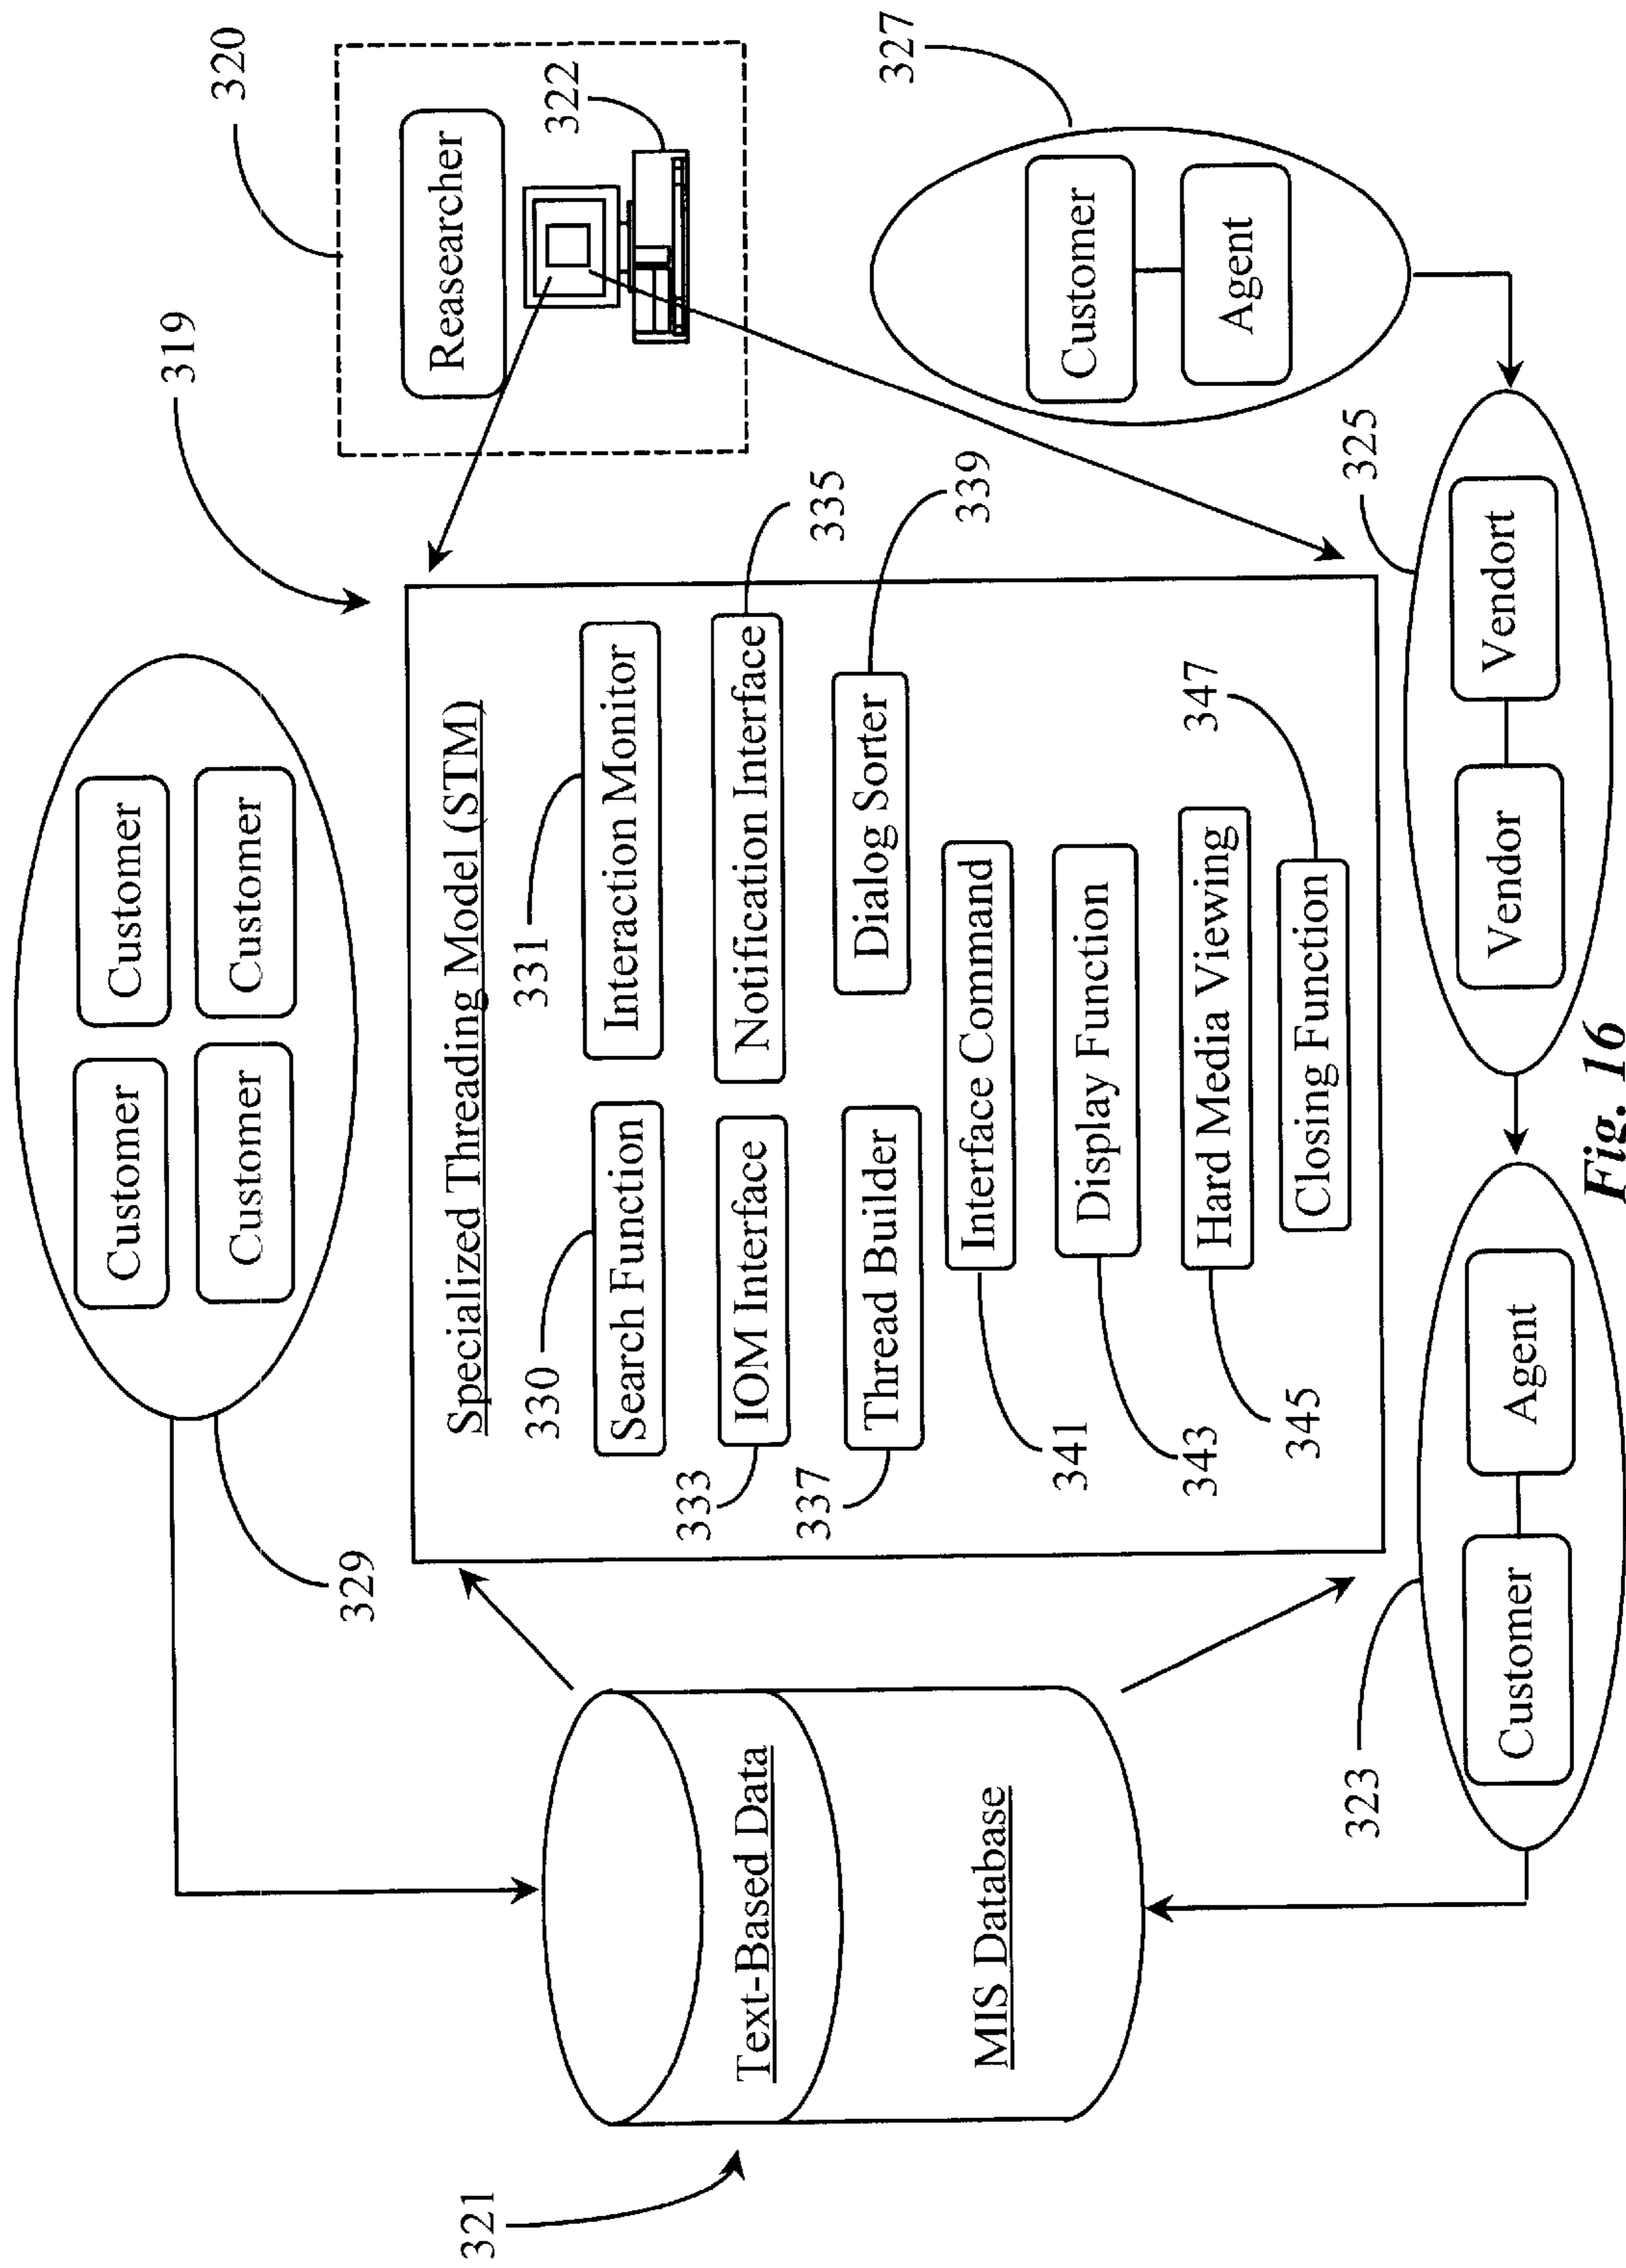 329
Customer
Customer
Customer
Customer
319
320
Reasearcher
322
321
Text-Based Data
MIS Database
Specialized Threading Model (STM)
330
Search Function
331
Interaction Monitor
333
IOM Interface
Notification Interface
335
337
Thread Builder
Dialog Sorter
339
341
Interface Command
343
Display Function
345
Hard Media Viewing
347
Closing Function
327
Customer
Agent
323
Customer
Agent
325
Vendor
Vendort
Fig. 16